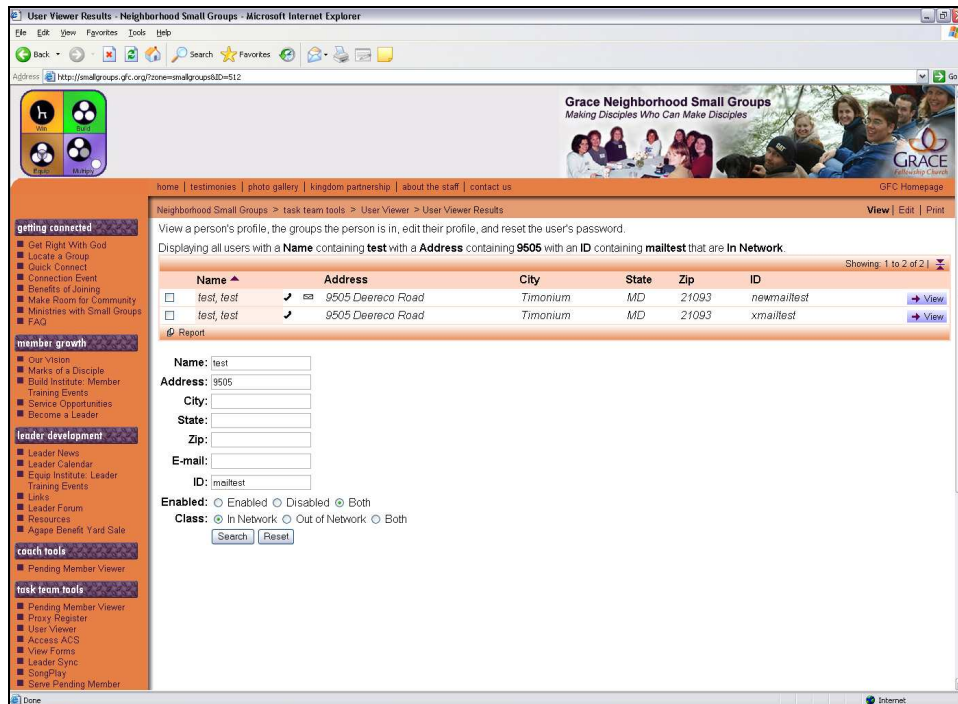 User Viewer Results - Neighborhood Small Groups - Microsoft Internet Explorer
File Edit View Favorites Tools Help
Back Search Favorites
Address http://smallgroups.gfc.org/?zone=smallgroups&ID=512 Go
Win Build
Equip Multiply
Grace Neighborhood Small Groups
Making Disciples Who Can Make Disciples
GRACE
Fellowship Church
home | testimonies | photo gallery | kingdom partnership | about the staff | contact us GFC Homepage
Neighborhood Small Groups > task team tools > User Viewer > User Viewer Results View | Edit | Print
View a person's profile, edit the groups the person is in, edit their profile, and reset the user's password.
Displaying all users with a Name containing test with a Address containing 9505 with an ID containing mailtest that are In Network.
Showing: 1 to 2 of 2 |
Name Address City State Zip ID
test, test 9505 Deereco Road Timonium MD 21093 newmailtest View
test, test 9505 Deereco Road Timonium MD 21093 xmailtest View
Report
Name: test
Address: 9505
City:
State:
Zip:
E-mail:
ID: mailtest
Enabled: Enabled Disabled Both
Class: In Network Out of Network Both
Search Reset
getting connected
Get Right With God
Locate a Group
Quick Connect
Connection Event
Benefits of Joining
Make Room for Community
Ministries with Small Groups
FAQ
member growth
Our Vision
Marks of a Disciple
Build Institute: Member
Training Events
Service Opportunities
Become a Leader
leader development
Leader News
Leader Calendar
Equip Institute: Leader
Training Events
Links
Leader Forum
Resources
Agape Benefit Yard Sale
coach tools
Pending Member Viewer
task team tools
Pending Member Viewer
Proxy Register
User Viewer
Access ACS
View Forms
Leader Sync
SongPlay
Serve Pending Member
Done Internet